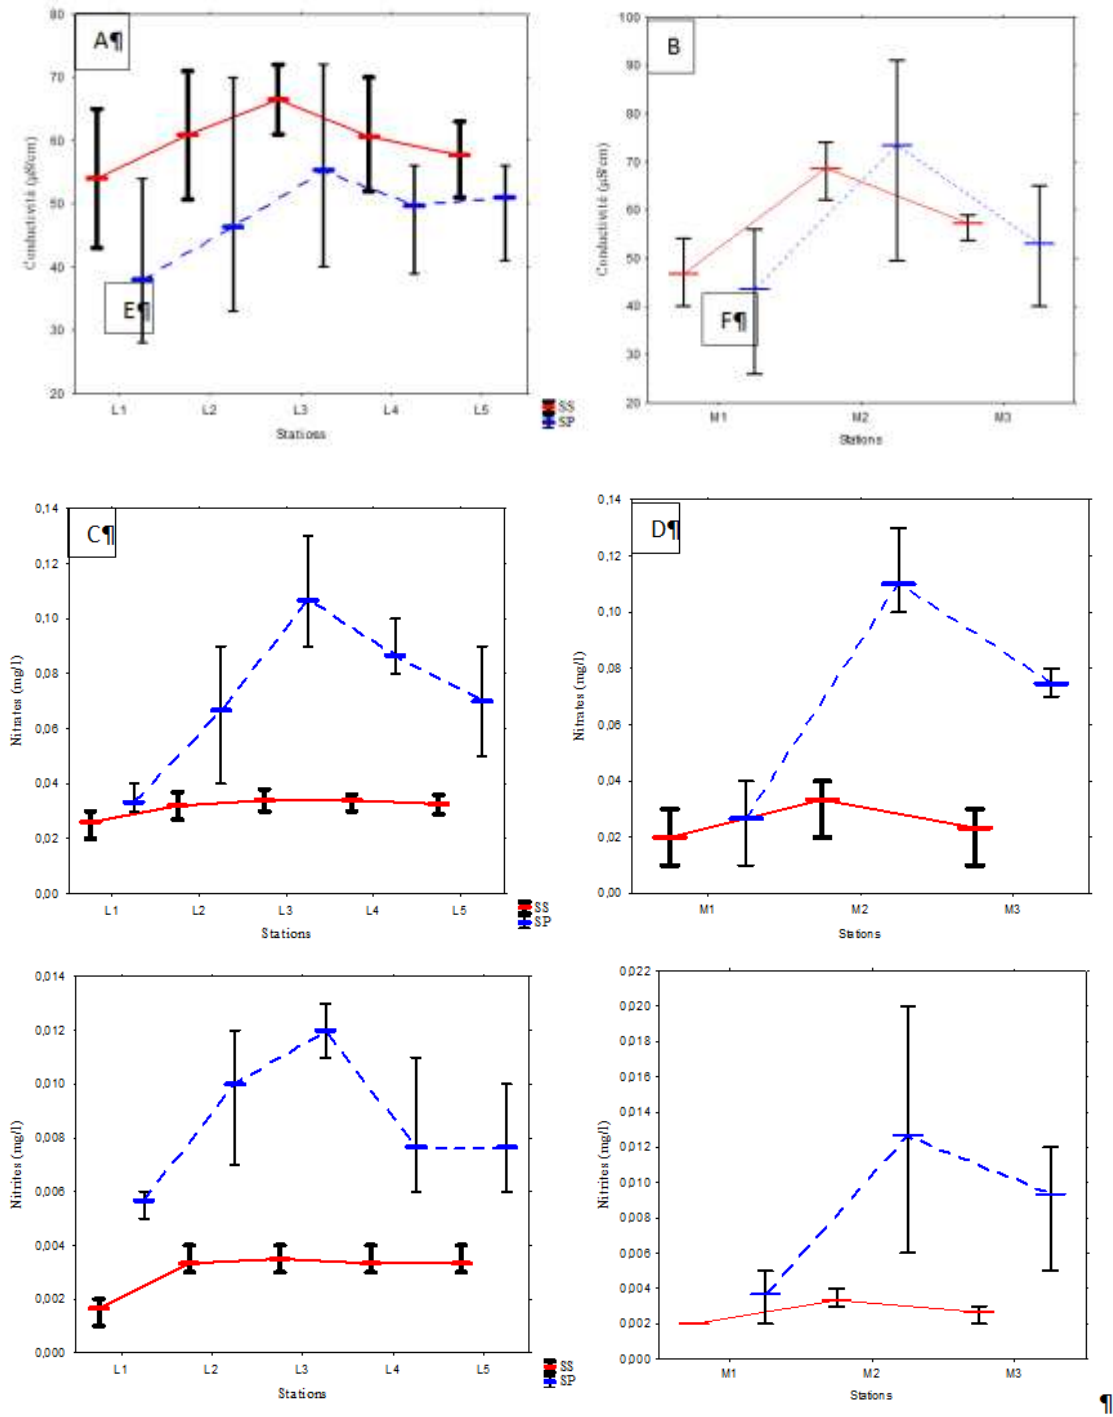 A¶
80
70
60
50
40
30
20
Conductivité (µS/cm)
E¶
L1 L2 L3 L4 L5
Stations
SS
SP
B
100
90
80
70
60
50
40
30
20
Conductivité (µS/cm)
F¶
M1 M2 M3
Stations
C¶
0,14
0,12
0,10
0,08
0,06
0,04
0,02
0,00
Nitrates (mg/l)
L1 L2 L3 L4 L5
Stations
SS
SP
D¶
0,14
0,12
0,10
0,08
0,06
0,04
0,02
0,00
Nitrates (mg/l)
M1 M2 M3
Stations
0,014
0,012
0,010
0,008
0,006
0,004
0,002
0,000
Nitrites (mg/l)
L1 L2 L3 L4 L5
Stations
SS
SP
0,022
0,020
0,018
0,016
0,014
0,012
0,010
0,008
0,006
0,004
0,002
0,000
Nitrites (mg/l)
M1 M2 M3
Stations
¶